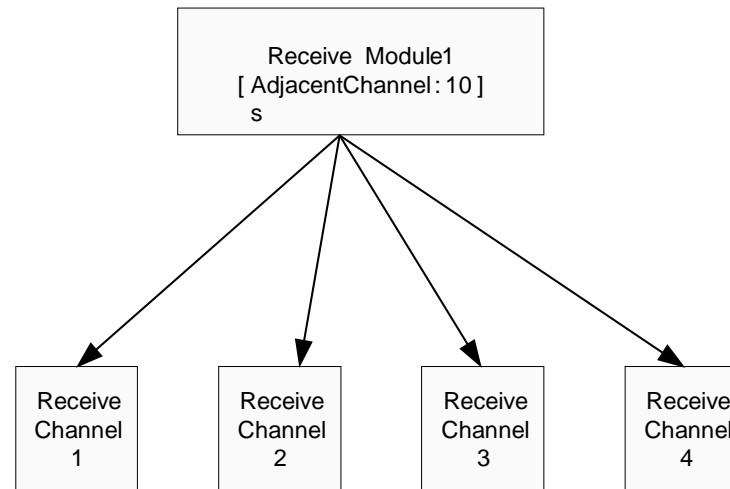 Receive Module1
[ AdjacentChannel: 10 ]
s
Receive
Channel
1
Receive
Channel
2
Receive
Channel
3
Receive
Channel
4